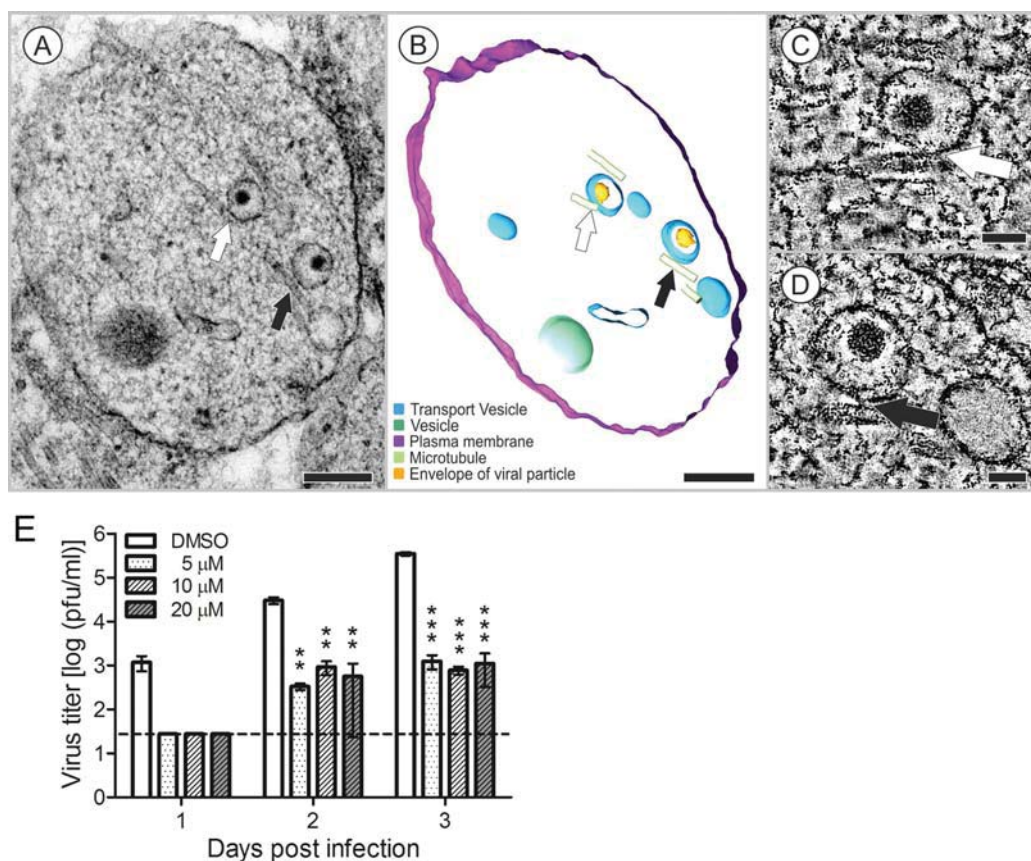 A
B
C
D
Transport Vesicle
Vesicle
Plasma membrane
Microtubule
Envelope of viral particle
E
DMSO
5 μM
10 μM
20 μM
Virus titer [log (pfu/ml)]
6
5
4
3
2
1
0
**
**
**
***
***
***
1
2
3
Days post infection